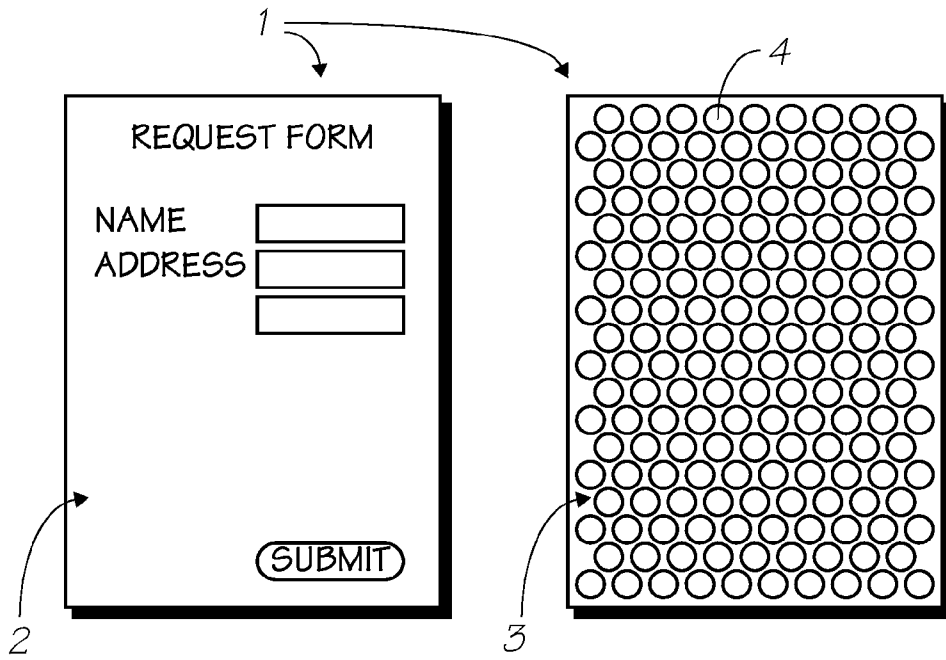 1
4
REQUEST FORM
NAME
ADDRESS
SUBMIT
2
3